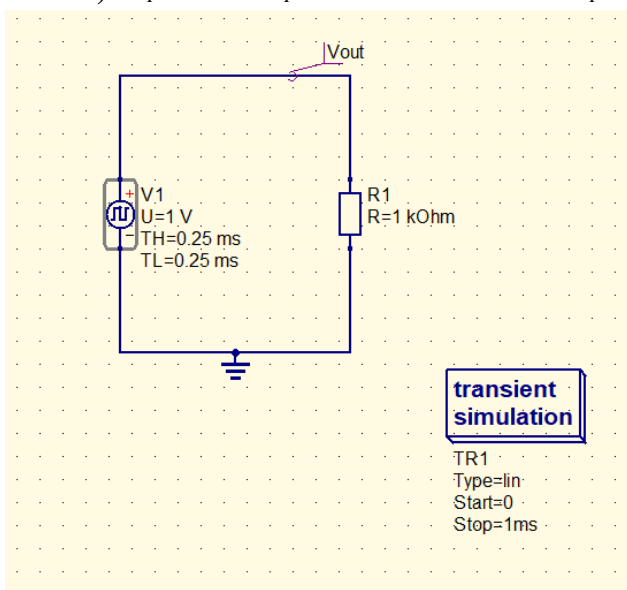 Vout
V1
U=1 V
TH=0.25 ms
TL=0.25 ms
R1
R=1 kOhm
transient
simulation
TR1
Type=lin
Start=0
Stop=1ms